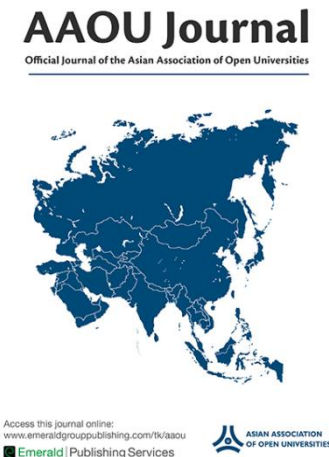 AAOU Journal
Official Journal of the Asian Association of Open Universities
Access this journal online:
www.emeraldgrouppublishing.com/tk/aaou
Emerald | Publishing Services
ASIAN ASSOCIATION
OF OPEN UNIVERSITIES